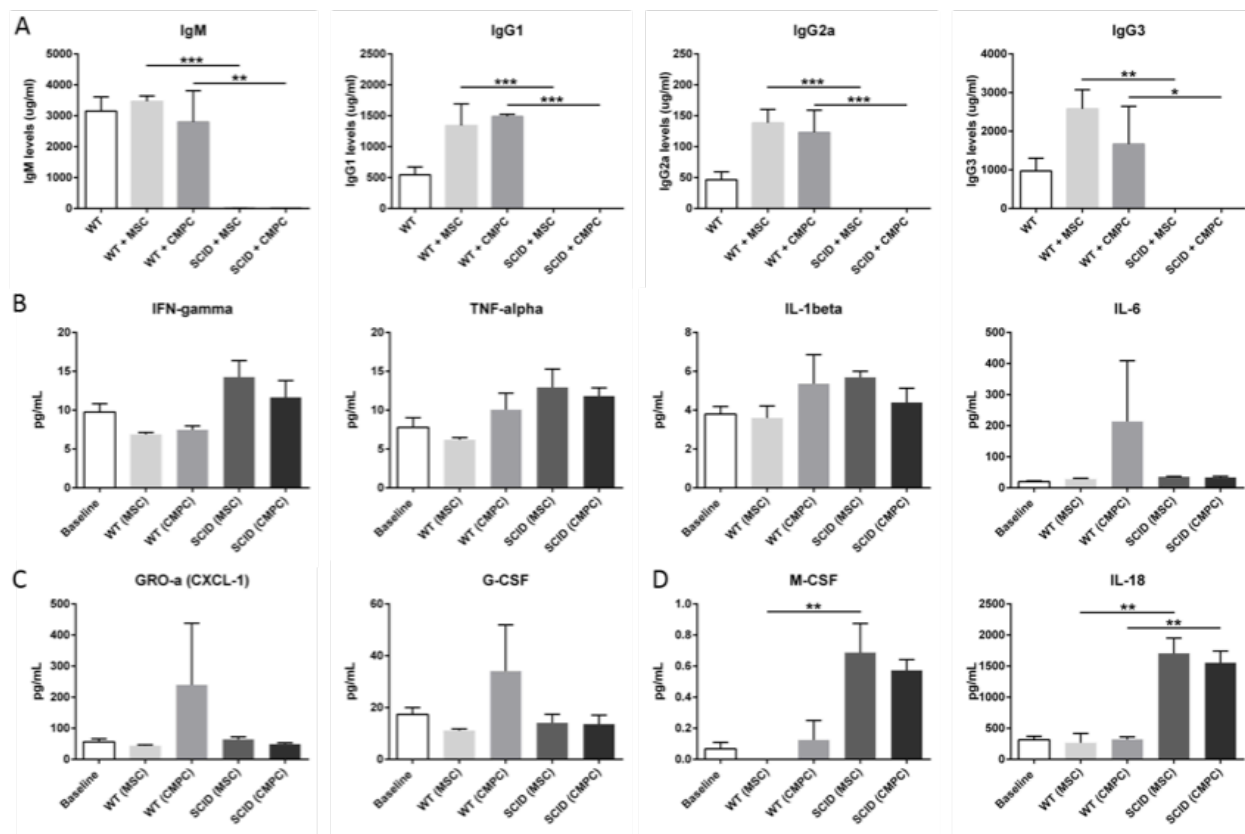 A
IgM
IgM levels (ug/ml)
5000
4000
3000
2000
1000
0
***
**
WT
WT + MSC
WT + CMPC
SCID + MSC
SCID + CMPC
IgG1
IgG1 levels (ug/ml)
2500
2000
1500
1000
500
0
***
***
WT
WT + MSC
WT + CMPC
SCID + MSC
SCID + CMPC
IgG2a
IgG2a levels (ug/ml)
250
200
150
100
50
0
***
***
WT
WT + MSC
WT + CMPC
SCID + MSC
SCID + CMPC
IgG3
IgG3 levels (ug/ml)
4000
3000
2000
1000
0
**
*
WT
WT + MSC
WT + CMPC
SCID + MSC
SCID + CMPC
B
IFN-gamma
pg/mL
20
15
10
5
0
Baseline
WT (MSC)
WT (CMPC)
SCID (MSC)
SCID (CMPC)
TNF-alpha
pg/mL
20
15
10
5
0
Baseline
WT (MSC)
WT (CMPC)
SCID (MSC)
SCID (CMPC)
IL-1beta
pg/mL
8
6
4
2
0
Baseline
WT (MSC)
WT (CMPC)
SCID (MSC)
SCID (CMPC)
IL-6
pg/mL
500
400
300
200
100
0
Baseline
WT (MSC)
WT (CMPC)
SCID (MSC)
SCID (CMPC)
C
GRO-a (CXCL-1)
pg/mL
500
400
300
200
100
0
Baseline
WT (MSC)
WT (CMPC)
SCID (MSC)
SCID (CMPC)
G-CSF
pg/mL
60
40
20
0
Baseline
WT (MSC)
WT (CMPC)
SCID (MSC)
SCID (CMPC)
D
M-CSF
pg/mL
1.0
0.8
0.6
0.4
0.2
0.0
**
Baseline
WT (MSC)
WT (CMPC)
SCID (MSC)
SCID (CMPC)
IL-18
pg/mL
2500
2000
1500
1000
500
0
**
**
Baseline
WT (MSC)
WT (CMPC)
SCID (MSC)
SCID (CMPC)